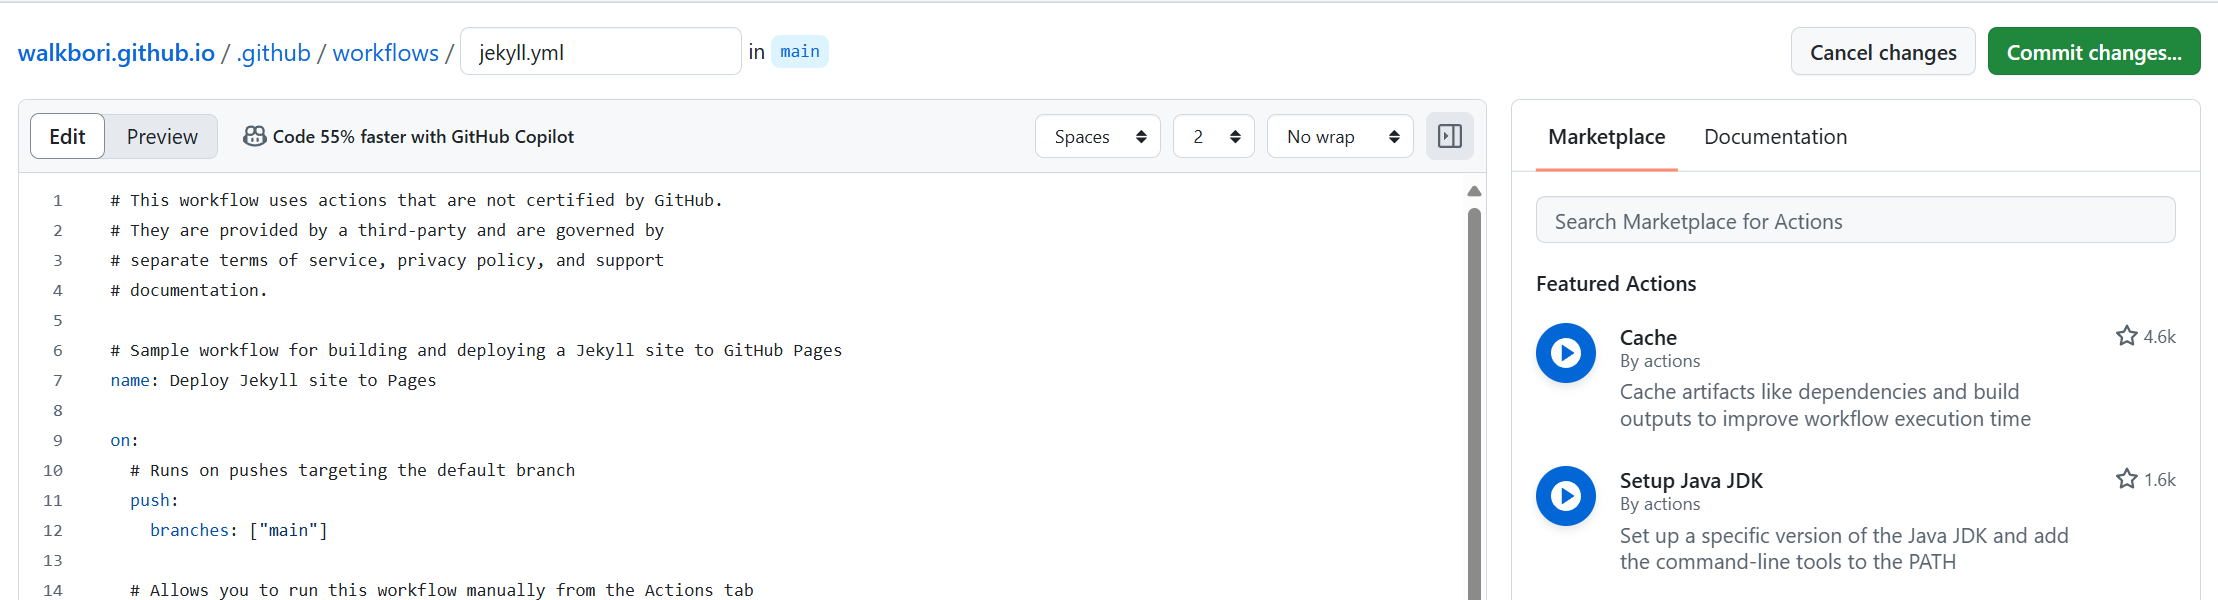 walkbori.github.io / .github / workflows / jekyll.yml in main
Cancel changes
Commit changes...
Edit
Preview
Code 55% faster with GitHub Copilot
Spaces
2
No wrap
1 # This workflow uses actions that are not certified by GitHub.
2 # They are provided by a third-party and are governed by
3 # separate terms of service, privacy policy, and support
4 # documentation.
5
6 # Sample workflow for building and deploying a Jekyll site to GitHub Pages
7 name: Deploy Jekyll site to Pages
8
9 on:
10 # Runs on pushes targeting the default branch
11 push:
12 branches: ["main"]
13
14 # Allows you to run this workflow manually from the Actions tab
Marketplace
Documentation
Search Marketplace for Actions
Featured Actions
Cache
4.6k
By actions
Cache artifacts like dependencies and build
outputs to improve workflow execution time
Setup Java JDK
1.6k
By actions
Set up a specific version of the Java JDK and add
the command-line tools to the PATH